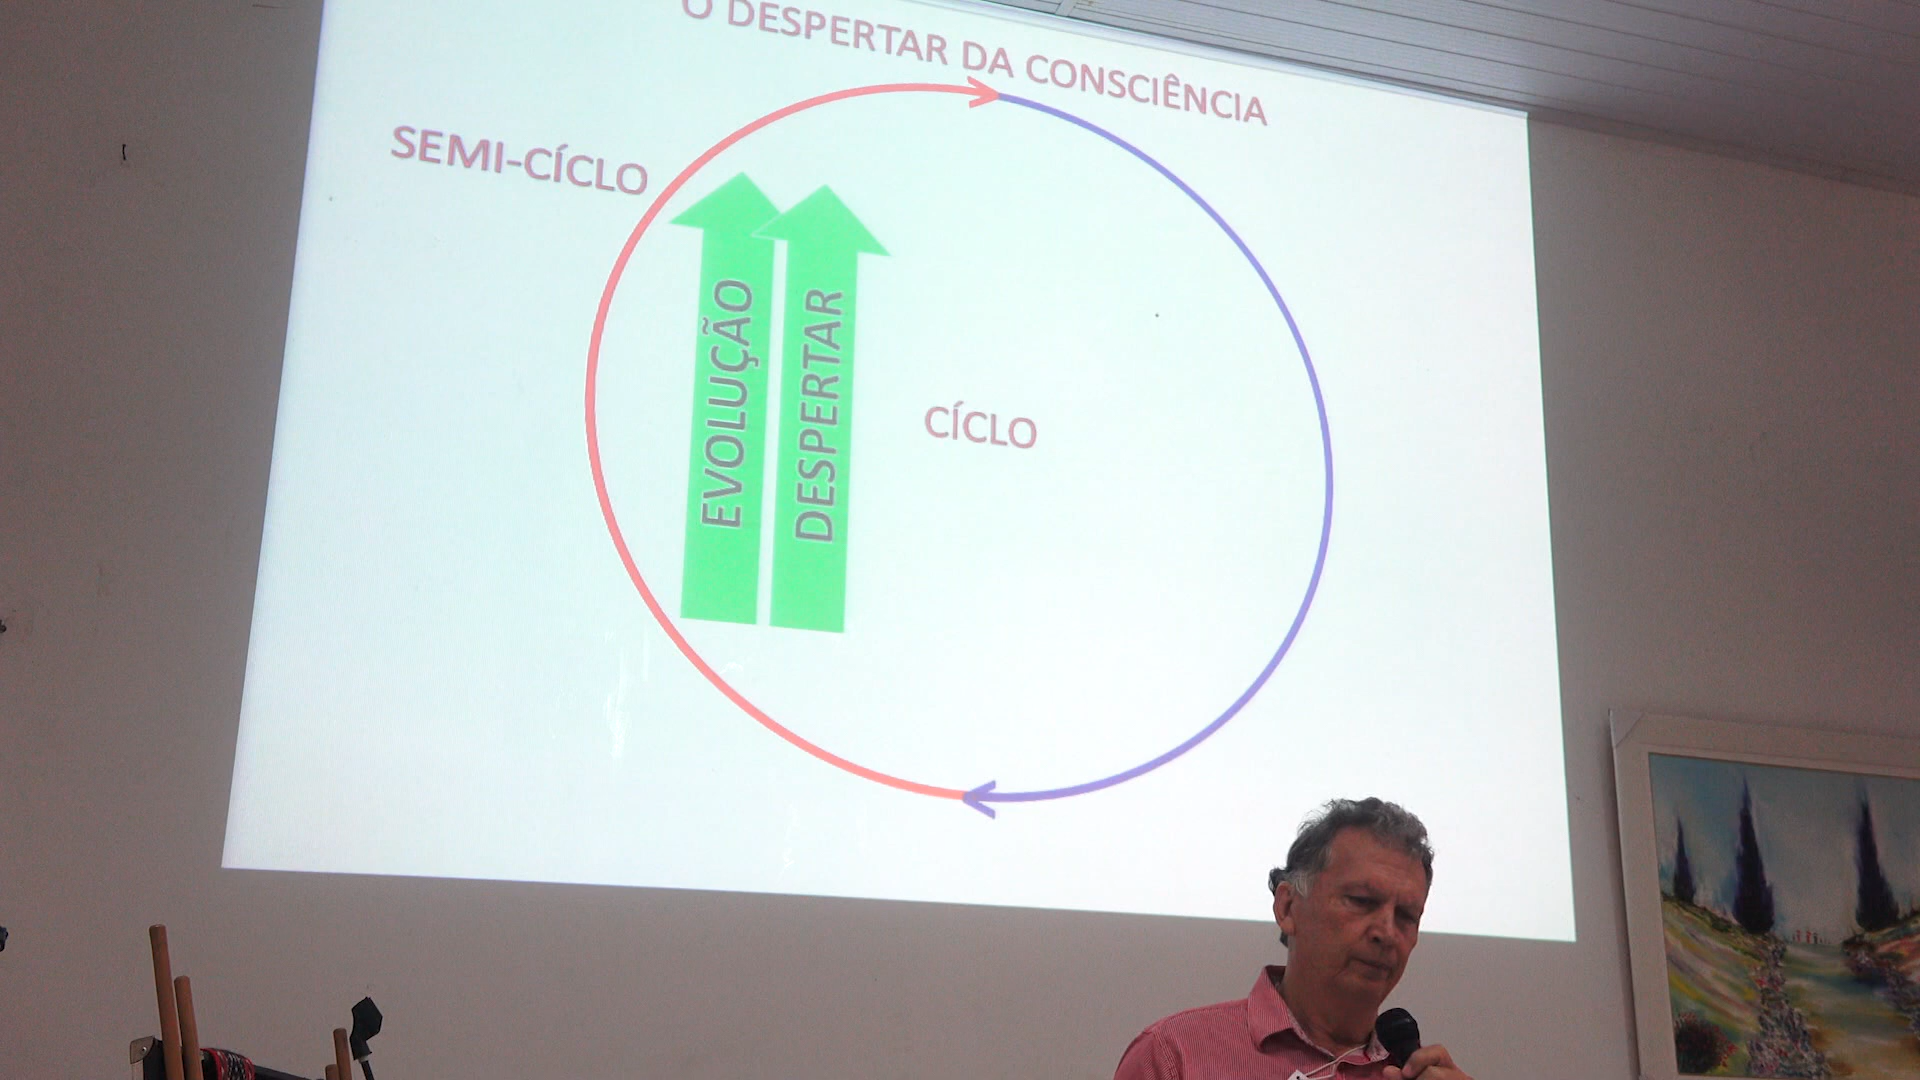 O DESPERTAR DA CONSCIÊNCIA
SEMI-CÍCLO
EVOLUÇÃO
DESPERTAR
CÍCLO